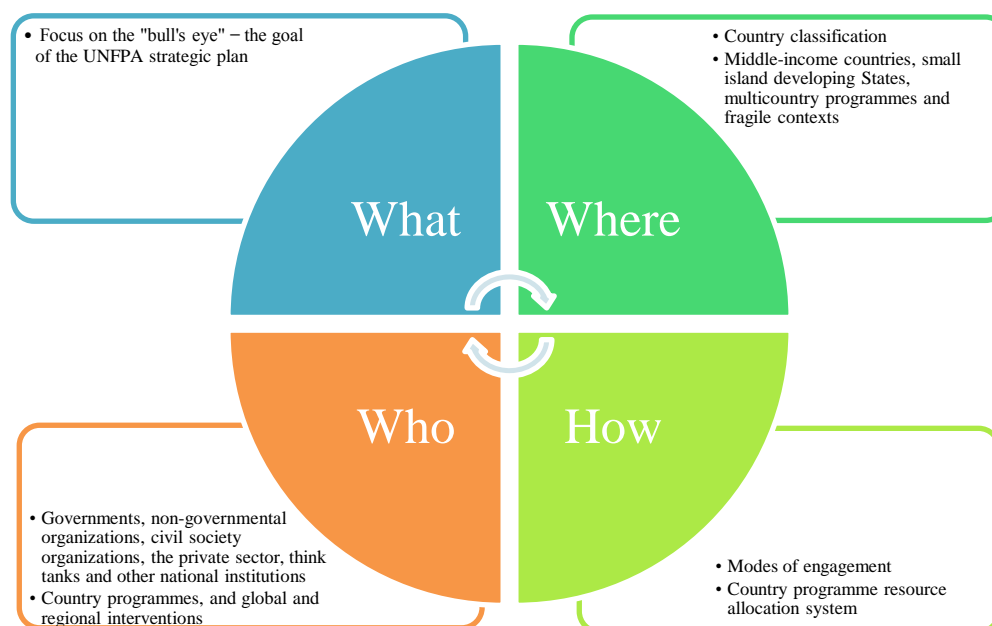 • Focus on the "bull's eye" – the goal
of the UNFPA strategic plan
• Country classification
• Middle-income countries, small
island developing States,
multicountry programmes and
fragile contexts
What
Where
Who
How
• Governments, non-governmental
organizations, civil society
organizations, the private sector, think
tanks and other national institutions
• Country programmes, and global and
regional interventions
• Modes of engagement
• Country programme resource
allocation system